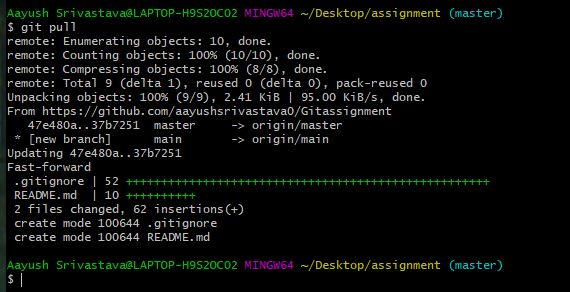 Aayush Srivastava@LAPTOP-H9S2OCO2 MINGW64 ~/Desktop/assignment (master)
$ git pull
remote: Enumerating objects: 10, done.
remote: Counting objects: 100% (10/10), done.
remote: Compressing objects: 100% (8/8), done.
remote: Total 9 (delta 1), reused 0 (delta 0), pack-reused 0
Unpacking objects: 100% (9/9), 2.41 KiB | 95.00 KiB/s, done.
From https://github.com/aayushsrivastava0/Gitassignment
   47e480a..37b7251  master     -> origin/master
 * [new branch]      main       -> origin/main
Updating 47e480a..37b7251
Fast-forward
 .gitignore | 52 ++++++++++++++++++++++++++++++++++++++++++++++++++++
 README.md  | 10 ++++++++++
 2 files changed, 62 insertions(+)
 create mode 100644 .gitignore
 create mode 100644 README.md
Aayush Srivastava@LAPTOP-H9S2OCO2 MINGW64 ~/Desktop/assignment (master)
$